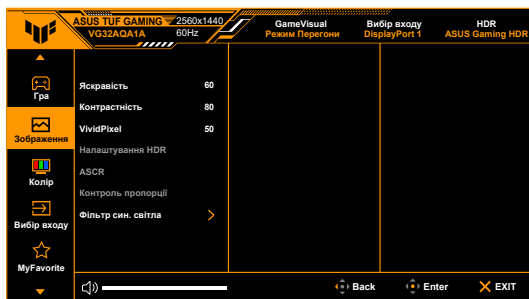 ASUS TUF GAMING 2560x1440
VG32AQA1A 60Hz
GameVisual
Режим Перегони
Вибір входу
DisplayPort 1
HDR
ASUS Gaming HDR
Гра
Зображення
Колір
Вибір входу
MyFavorite
Яскравість 60
Контрастність 80
VividPixel 50
Налаштування HDR
ASCR
Контроль пропорції
Фільтр син. світла
Back
Enter
EXIT